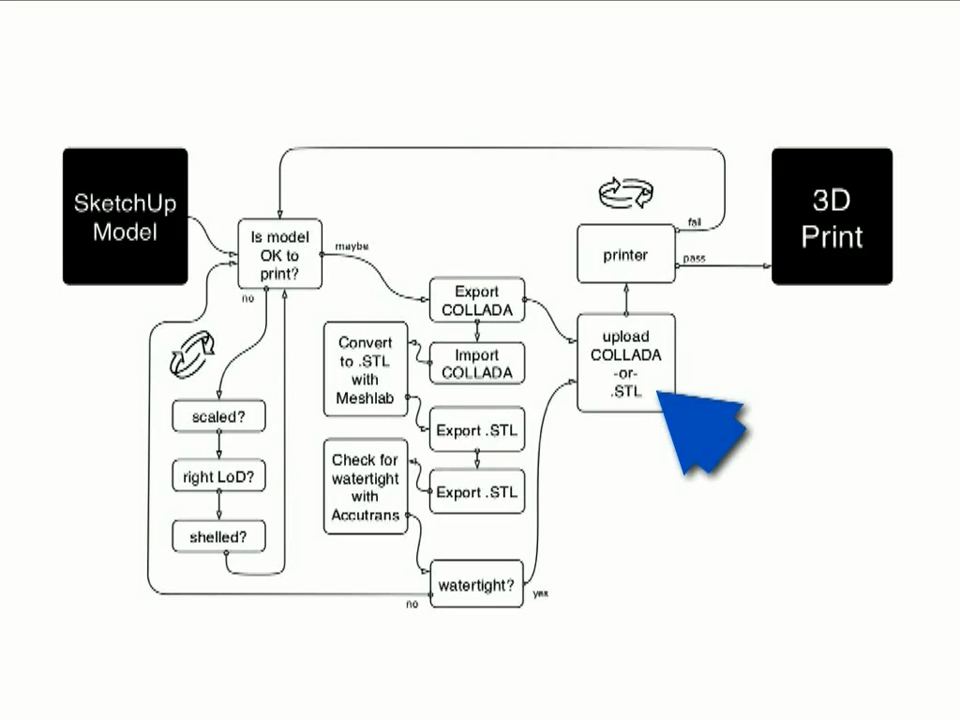 SketchUp
Model
Is model
OK to
print?
maybe
no
scaled?
right LoD?
shelled?
Export
COLLADA
Import
COLLADA
Convert
to .STL
with
Meshlab
Export .STL
Export .STL
Check for
watertight
with
Accutrans
watertight?
no
yes
upload
COLLADA
-or-
.STL
printer
fail
pass
3D
Print